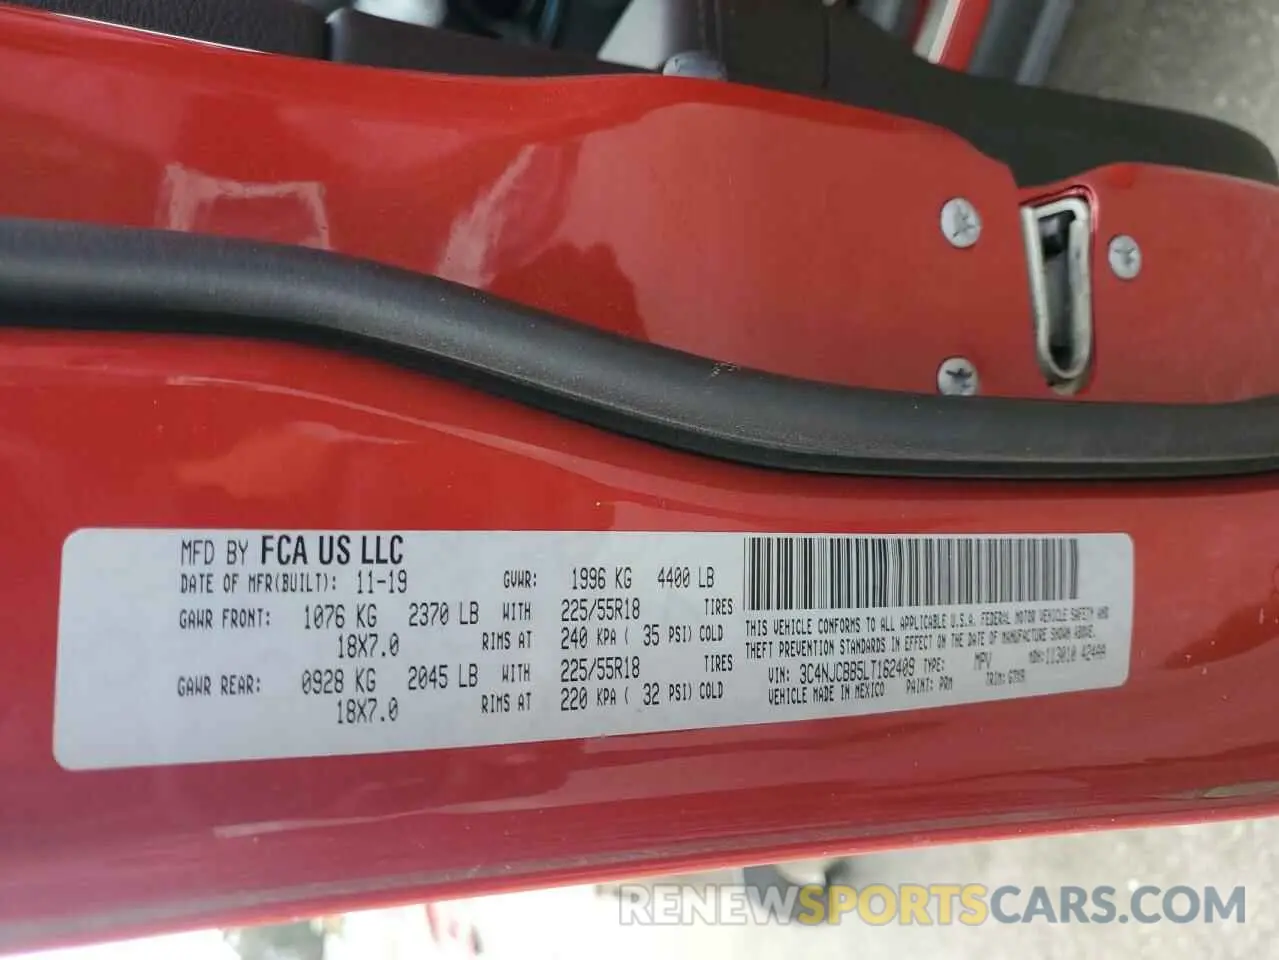 MFD BY FCA US LLC
DATE OF MFR(BUILT): 11-19 GVWR: 1996 KG 4400 LB
GAWR FRONT: 1076 KG 2370 LB WITH 225/55R18 TIRES
18X7.0 RIMS AT 240 KPA ( 35 PSI) COLD
GAWR REAR: 0928 KG 2045 LB WITH 225/55R18 TIRES
18X7.0 RIMS AT 220 KPA ( 32 PSI) COLD
THIS VEHICLE CONFORMS TO ALL APPLICABLE U.S.A. FEDERAL MOTOR VEHICLE SAFETY AND
THEFT PREVENTION STANDARDS IN EFFECT ON THE DATE OF MANUFACTURE SHOWN ABOVE.
VIN: 3C4NJCBB5LT162409 TYPE: MPV MDH: 113010 424AA
VEHICLE MADE IN MEXICO PAINT: PRM TRIM:
RENEWSPORTSCARS.COM